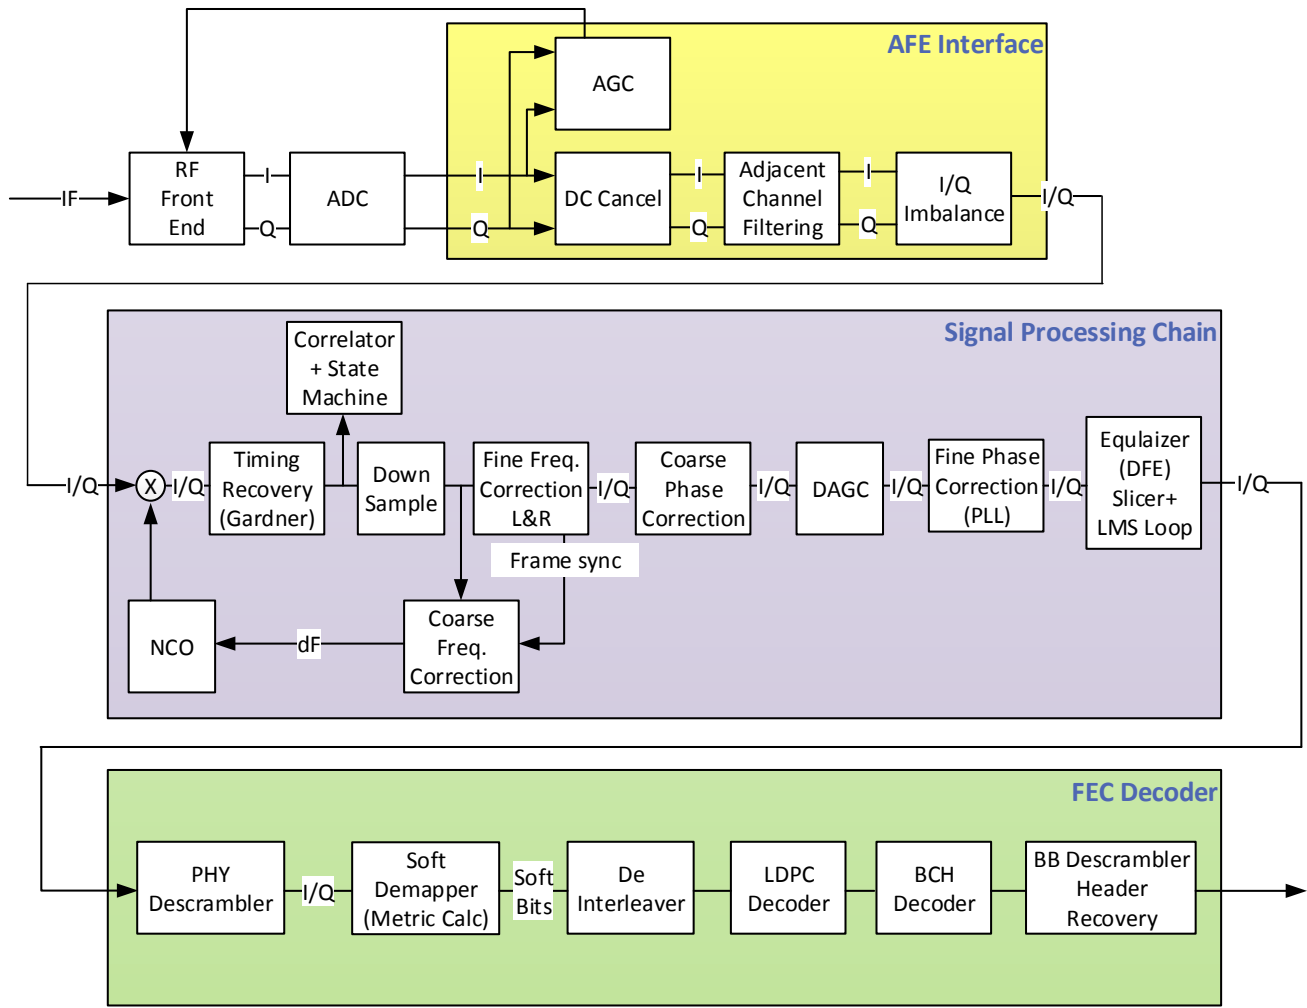 AFE Interface
AGC
IF
RF
Front
End
I
Q
ADC
I
Q
DC Cancel
I
Q
Adjacent
Channel
Filtering
I
Q
I/Q
Imbalance
I/Q
Signal Processing Chain
Correlator
+ State
Machine
I/Q
X
I/Q
Timing
Recovery
(Gardner)
Down
Sample
Fine Freq.
Correction
L&R
I/Q
Coarse
Phase
Correction
I/Q
DAGC
I/Q
Fine Phase
Correction
(PLL)
I/Q
Equlaizer
(DFE)
Slicer+
LMS Loop
I/Q
Frame sync
NCO
dF
Coarse
Freq.
Correction
FEC Decoder
PHY
Descrambler
I/Q
Soft
Demapper
(Metric Calc)
Soft
Bits
De
Interleaver
LDPC
Decoder
BCH
Decoder
BB Descrambler
Header
Recovery